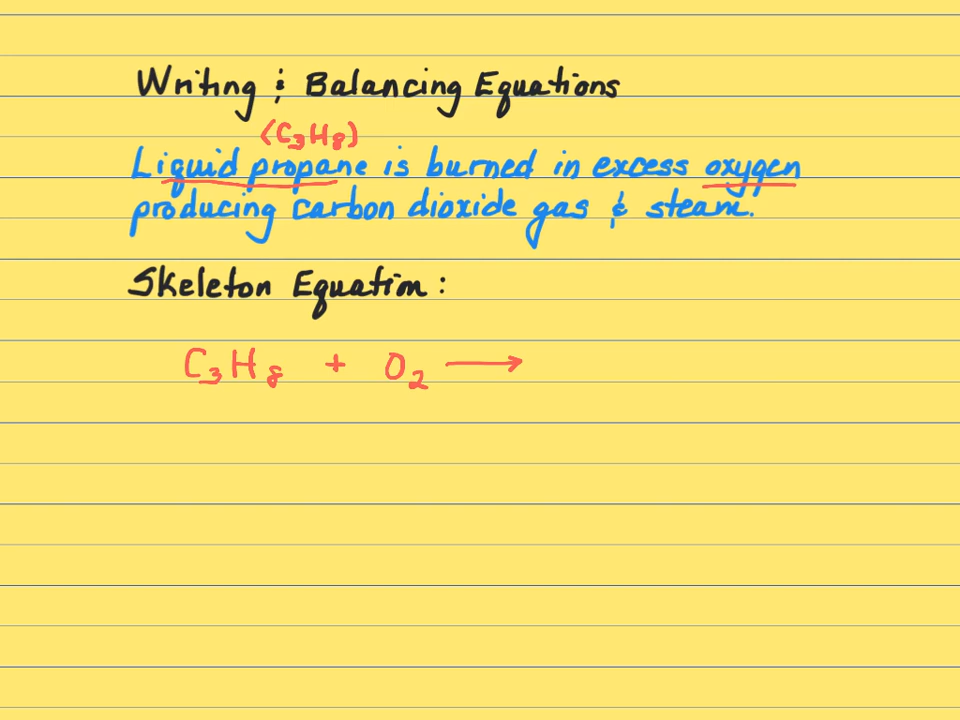 Writing & Balancing Equations
(C₃H₈)
Liquid propane is burned in excess oxygen
producing carbon dioxide gas & steam.
Skeleton Equation:
C₃H₈ + O₂ ⟶